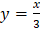 y = x/3